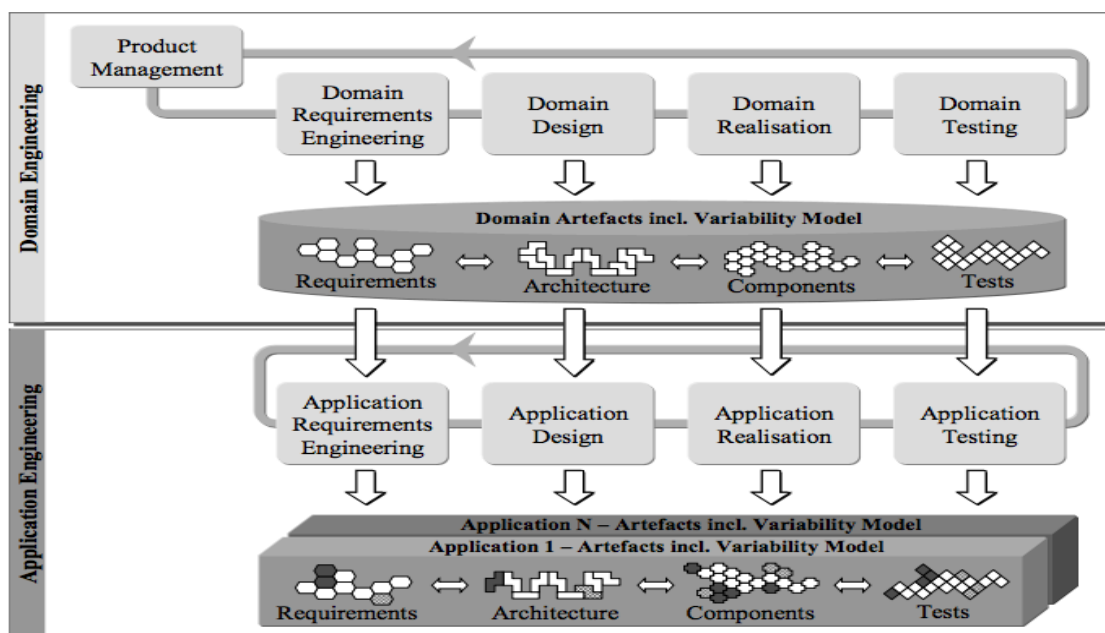 Domain Engineering
Product
Management
Domain
Requirements
Engineering
Domain
Design
Domain
Realisation
Domain
Testing
Domain Artefacts incl. Variability Model
Requirements
Architecture
Components
Tests
Application Engineering
Application
Requirements
Engineering
Application
Design
Application
Realisation
Application
Testing
Application N – Artefacts incl. Variability Model
Application 1 – Artefacts incl. Variability Model
Requirements
Architecture
Components
Tests